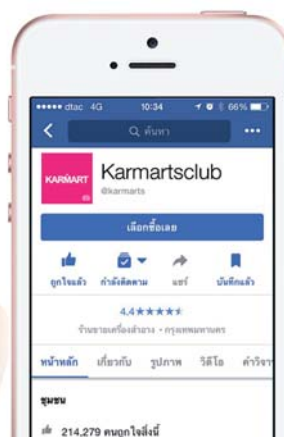 dtac 4G 10:34 66%
ค้นหา
KARMART
Karmartsclub
@karmarts
เลือกซื้อเลย
ถูกใจแล้ว กำลังติดตาม แชร์ บันทึกแล้ว
4.4
ร้านขายเครื่องสำอาง • กรุงเทพมหานคร
หน้าหลัก เกี่ยวกับ รูปภาพ วิดีโอ คำวิจา
ชุมชน
214,279 คนถูกใจสิ่งนี้